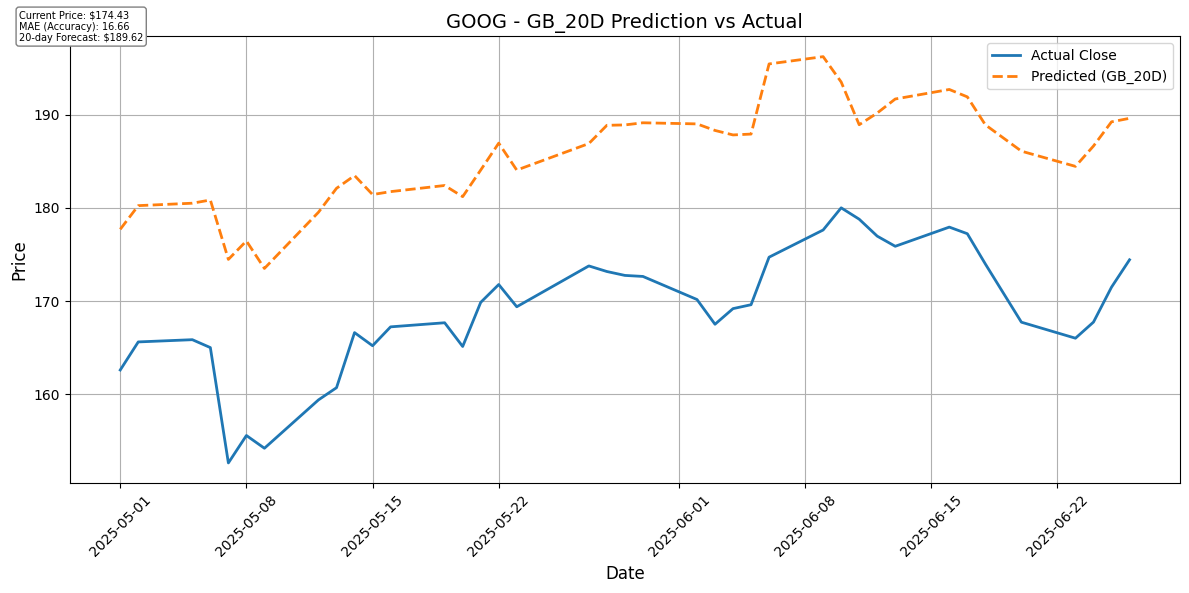 Current Price: $174.43
MAE (Accuracy): 16.66
20-day Forecast: $189.62
GOOG - GB_20D Prediction vs Actual
Actual Close
Predicted (GB_20D)
Price
190
180
170
160
2025-05-01
2025-05-08
2025-05-15
2025-05-22
2025-06-01
2025-06-08
2025-06-15
2025-06-22
Date